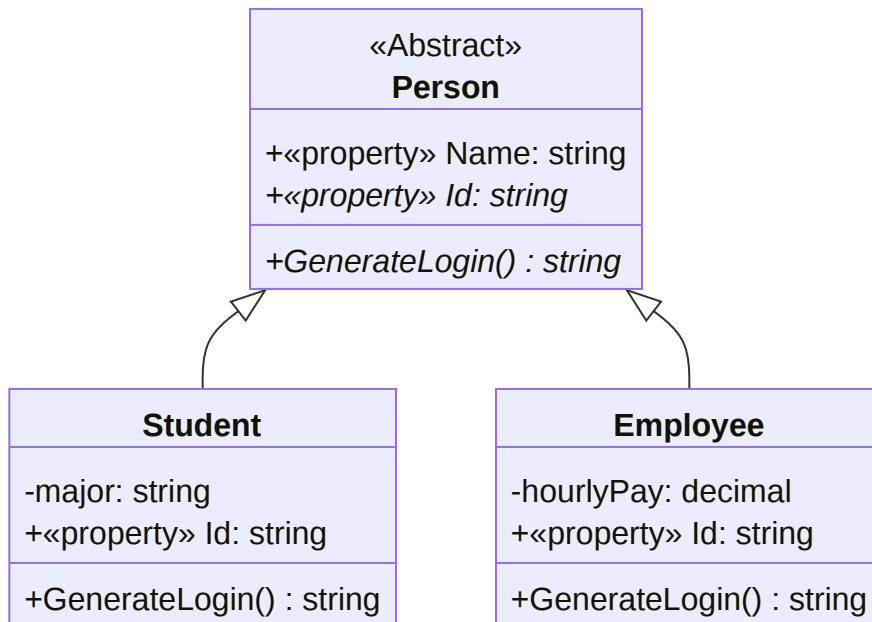 «Abstract»
Person
+«property» Name: string
+«property» Id: string
+GenerateLogin() : string
Student
-major: string
+«property» Id: string
+GenerateLogin() : string
Employee
-hourlyPay: decimal
+«property» Id: string
+GenerateLogin() : string